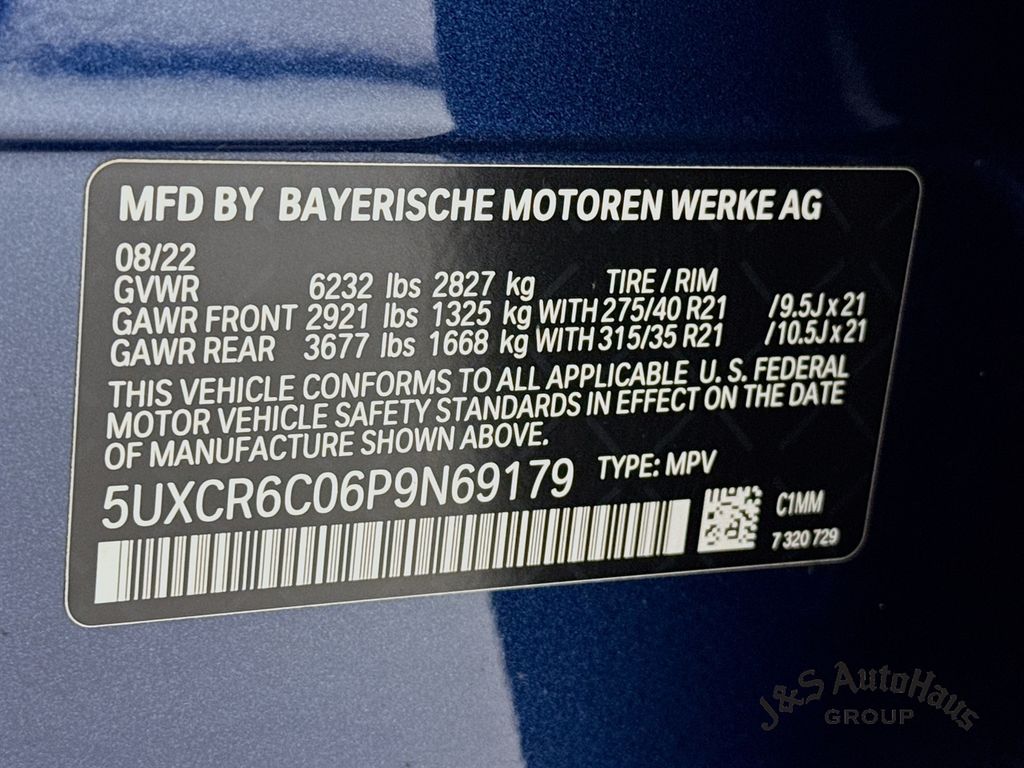 MFD BY BAYERISCHE MOTOREN WERKE AG
08/22
GVWR 6232 lbs 2827 kg TIRE / RIM
GAWR FRONT 2921 lbs 1325 kg WITH 275/40 R21 /9.5J x 21
GAWR REAR 3677 lbs 1668 kg WITH 315/35 R21 /10.5J x 21
THIS VEHICLE CONFORMS TO ALL APPLICABLE U. S. FEDERAL
MOTOR VEHICLE SAFETY STANDARDS IN EFFECT ON THE DATE
OF MANUFACTURE SHOWN ABOVE.
5UXCR6C06P9N69179 TYPE: MPV
C1MM
7 320 729
J&S AutoHaus
GROUP